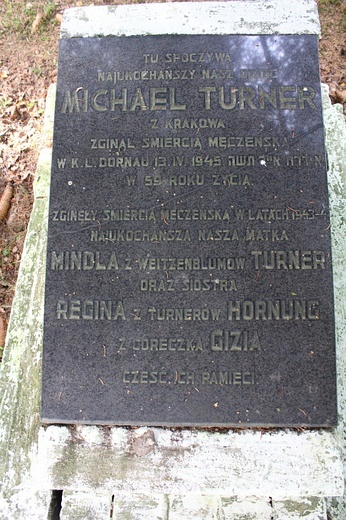 TU SPOCZYWA
NAJUKOCHAŃSZY NASZ
MICHAEL TURNER
Z KRAKOWA
ZGINĄŁ ŚMIERCIĄ MĘCZEŃSKĄ
W K.L. DÖRNAU 13.IV. 1945
W 59 ROKU ŻYCIA.
ZGINĘŁY ŚMIERCIĄ MĘCZEŃSKĄ W LATACH 1943-4
NAJUKOCHAŃSZA NASZA MATKA
MINDLA Z WEITZENBLUMÓW TURNER
ORAZ SIOSTRA
REGINA Z TURNERÓW HORNUNG
Z CÓRECZKĄ GIZIA
CZEŚĆ ICH PAMIĘCI.